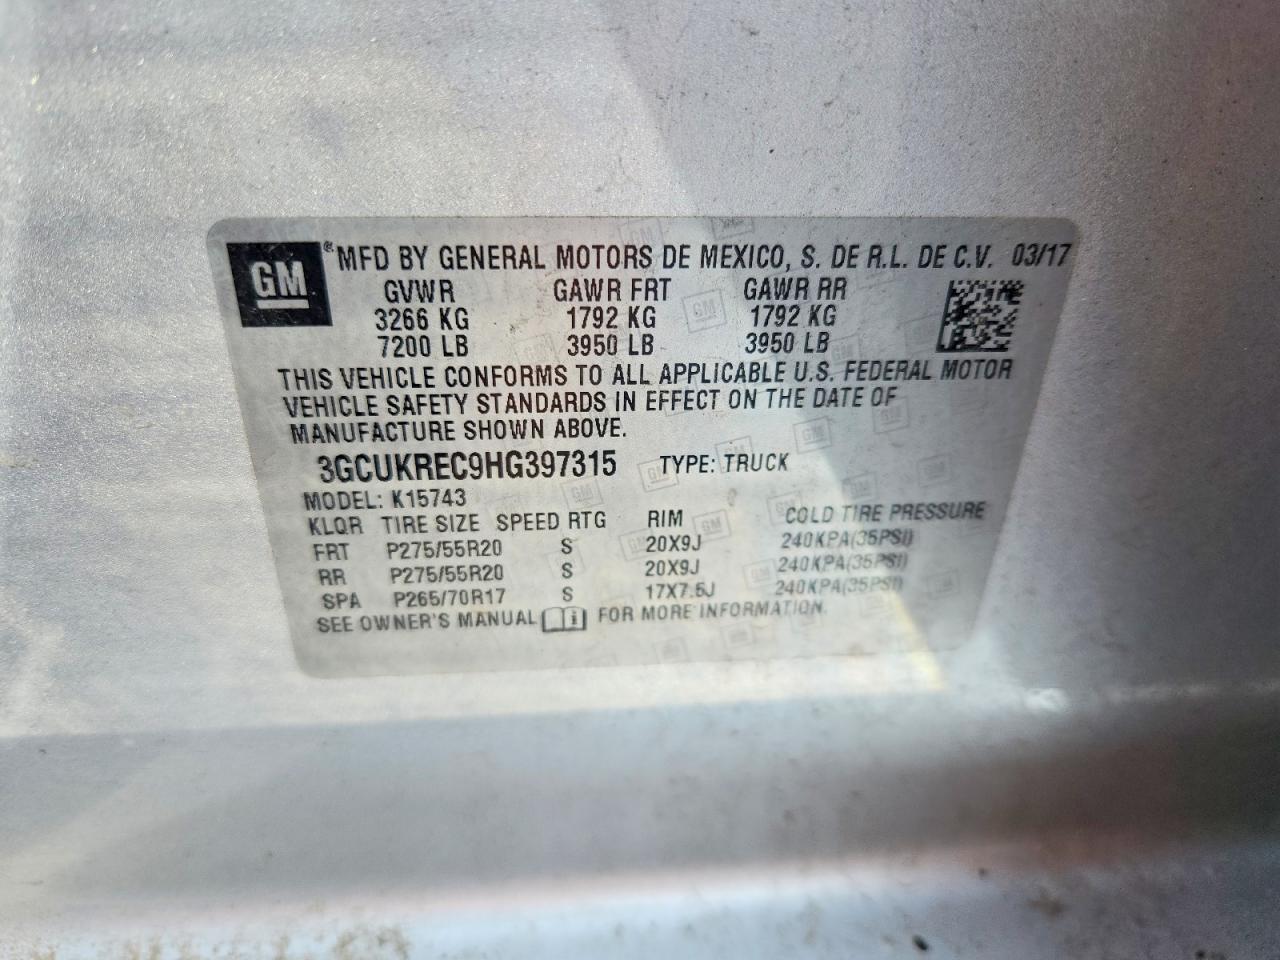 GM ® MFD BY GENERAL MOTORS DE MEXICO, S. DE R.L. DE C.V. 03/17
GVWR GAWR FRT GAWR RR
3266 KG 1792 KG 1792 KG
7200 LB 3950 LB 3950 LB
THIS VEHICLE CONFORMS TO ALL APPLICABLE U.S. FEDERAL MOTOR
VEHICLE SAFETY STANDARDS IN EFFECT ON THE DATE OF
MANUFACTURE SHOWN ABOVE.
3GCUKREC9HG397315 TYPE: TRUCK
MODEL: K15743
KLQR TIRE SIZE SPEED RTG RIM COLD TIRE PRESSURE
FRT P275/55R20 S 20X9J 240KPA(35PSI)
RR P275/55R20 S 20X9J 240KPA(35PSI)
SPA P265/70R17 S 17X7.5J 240KPA(35PSI)
SEE OWNER'S MANUAL FOR MORE INFORMATION.